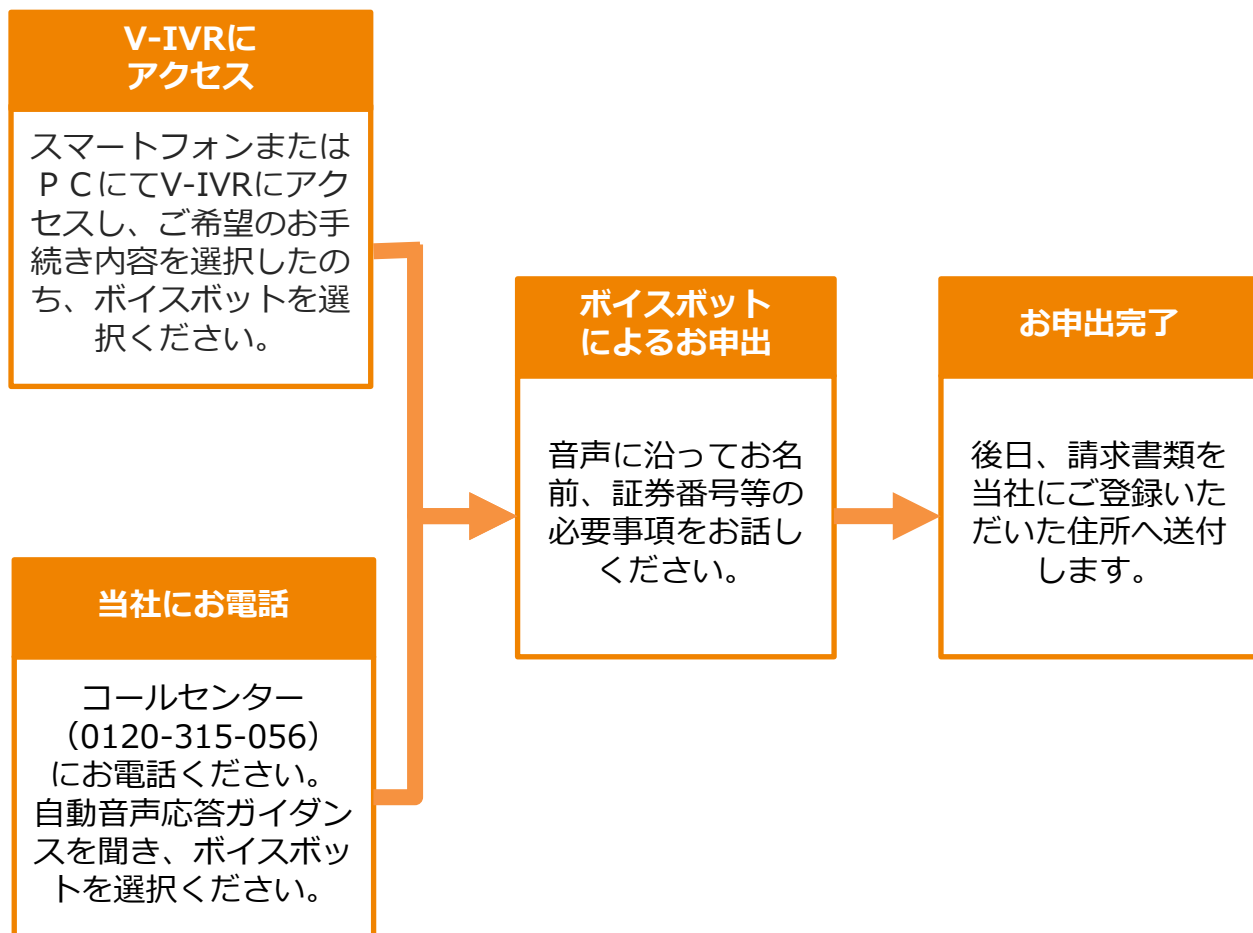 V-IVRに
アクセス
スマートフォンまたは
ＰＣにてV-IVRにアク
セスし、ご希望のお手
続き内容を選択したの
ち、ボイスボットを選
択ください。
当社にお電話
コールセンター
（0120-315-056）
にお電話ください。
自動音声応答ガイダン
スを聞き、ボイスボッ
トを選択ください。
ボイスボット
によるお申出
音声に沿ってお名
前、証券番号等の
必要事項をお話し
ください。
お申出完了
後日、請求書類を
当社にご登録いた
だいた住所へ送付
します。